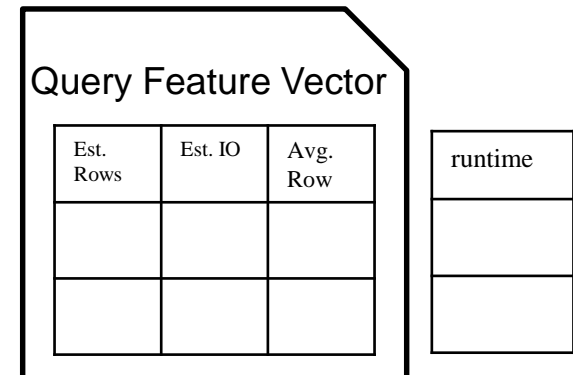 Query Feature Vector
Est. Rows
Est. IO
Avg. Row
runtime